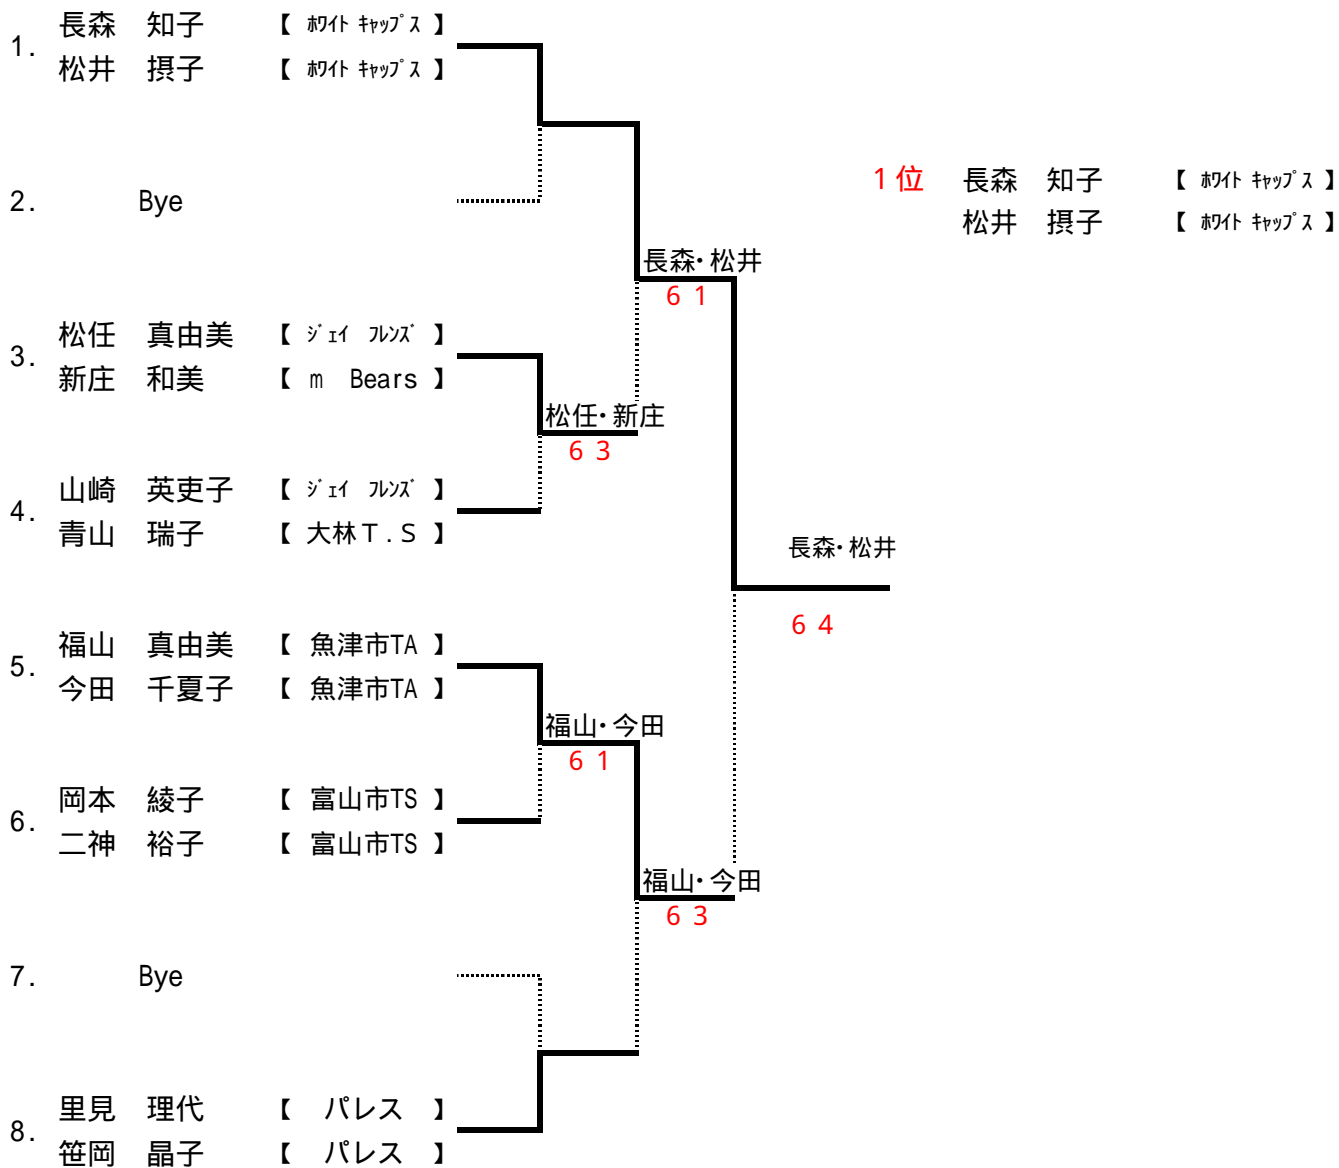 長森　知子　【 ﾎﾜｲﾄ ｷｬｯﾌﾟｽ 】
1.
松井　摂子　【 ﾎﾜｲﾄ ｷｬｯﾌﾟｽ 】
1位　長森　知子　【 ﾎﾜｲﾄ ｷｬｯﾌﾟｽ 】
2.　Bye
松井　摂子　【 ﾎﾜｲﾄ ｷｬｯﾌﾟｽ 】
長森・松井
6 1
松任　真由美　【 ｼﾞｪｲ ﾌﾚﾝｽﾞ 】
3.
新庄　和美　【 m Bears 】
松任・新庄
6 3
山崎　英吏子　【 ｼﾞｪｲ ﾌﾚﾝｽﾞ 】
4.
青山　瑞子　【 大林Ｔ.Ｓ 】
長森・松井
6 4
福山　真由美　【 魚津市TA 】
5.
今田　千夏子　【 魚津市TA 】
福山・今田
6 1
岡本　綾子　【 富山市TS 】
6.
二神　裕子　【 富山市TS 】
福山・今田
6 3
7.　Bye
里見　理代　【 パレス 】
8.
笹岡　晶子　【 パレス 】